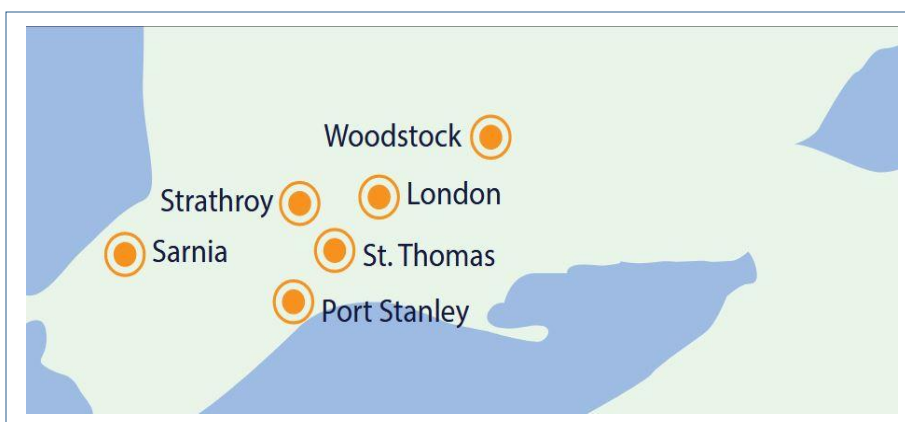 Woodstock
London
Strathroy
Sarnia
St. Thomas
Port Stanley